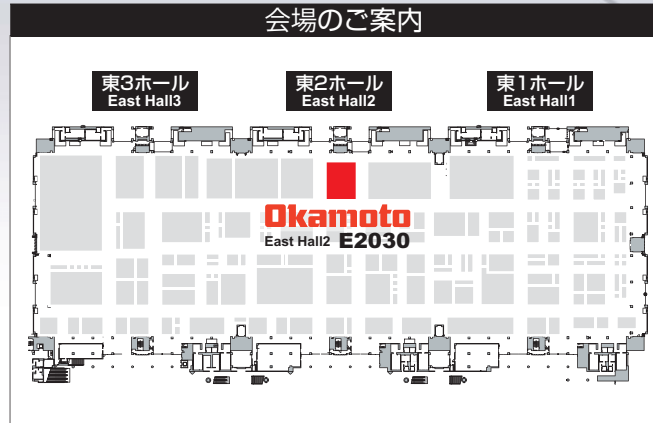 会場のご案内
東3ホール
East Hall3
東2ホール
East Hall2
東1ホール
East Hall1
Okamoto
East Hall2 E2030